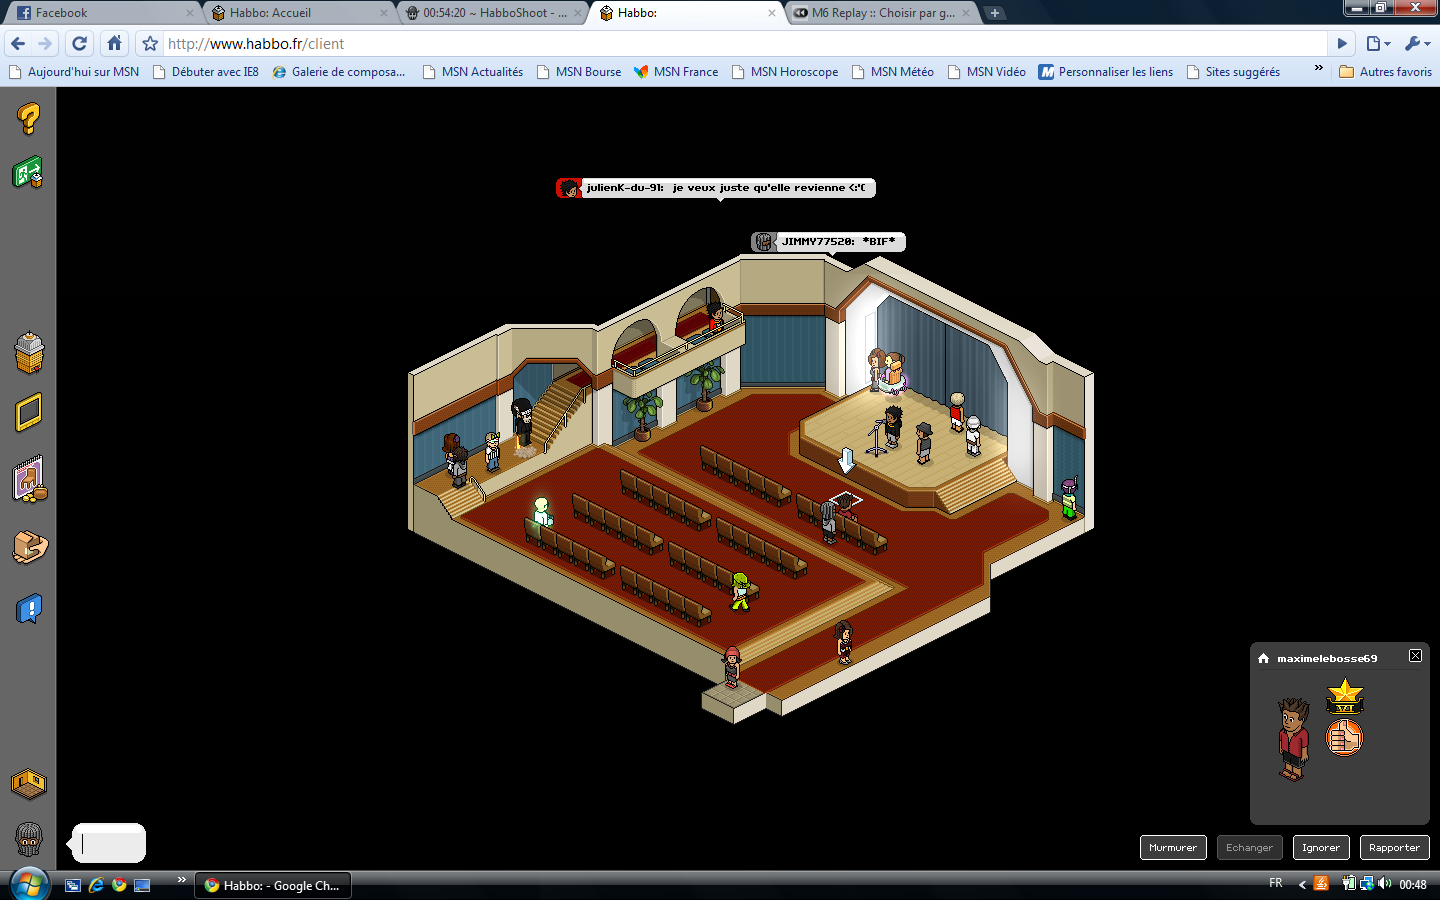 Facebook
Habbo: Accueil
00:54:20 ~ HabboShoot - ...
Habbo:
M6 Replay :: Choisir par g...
http://www.habbo.fr/client
Aujourd'hui sur MSN
Débuter avec IE8
Galerie de composa...
MSN Actualités
MSN Bourse
MSN France
MSN Horoscope
MSN Météo
MSN Vidéo
Personnaliser les liens
Sites suggérés
»
Autres favoris
julienK-du-91: je veux juste qu'elle revienne <:'(
JIMMY77520: *BIF*
maximelebosse69
Murmurer
Echanger
Ignorer
Rapporter
»
Habbo: - Google Ch...
FR
00:48